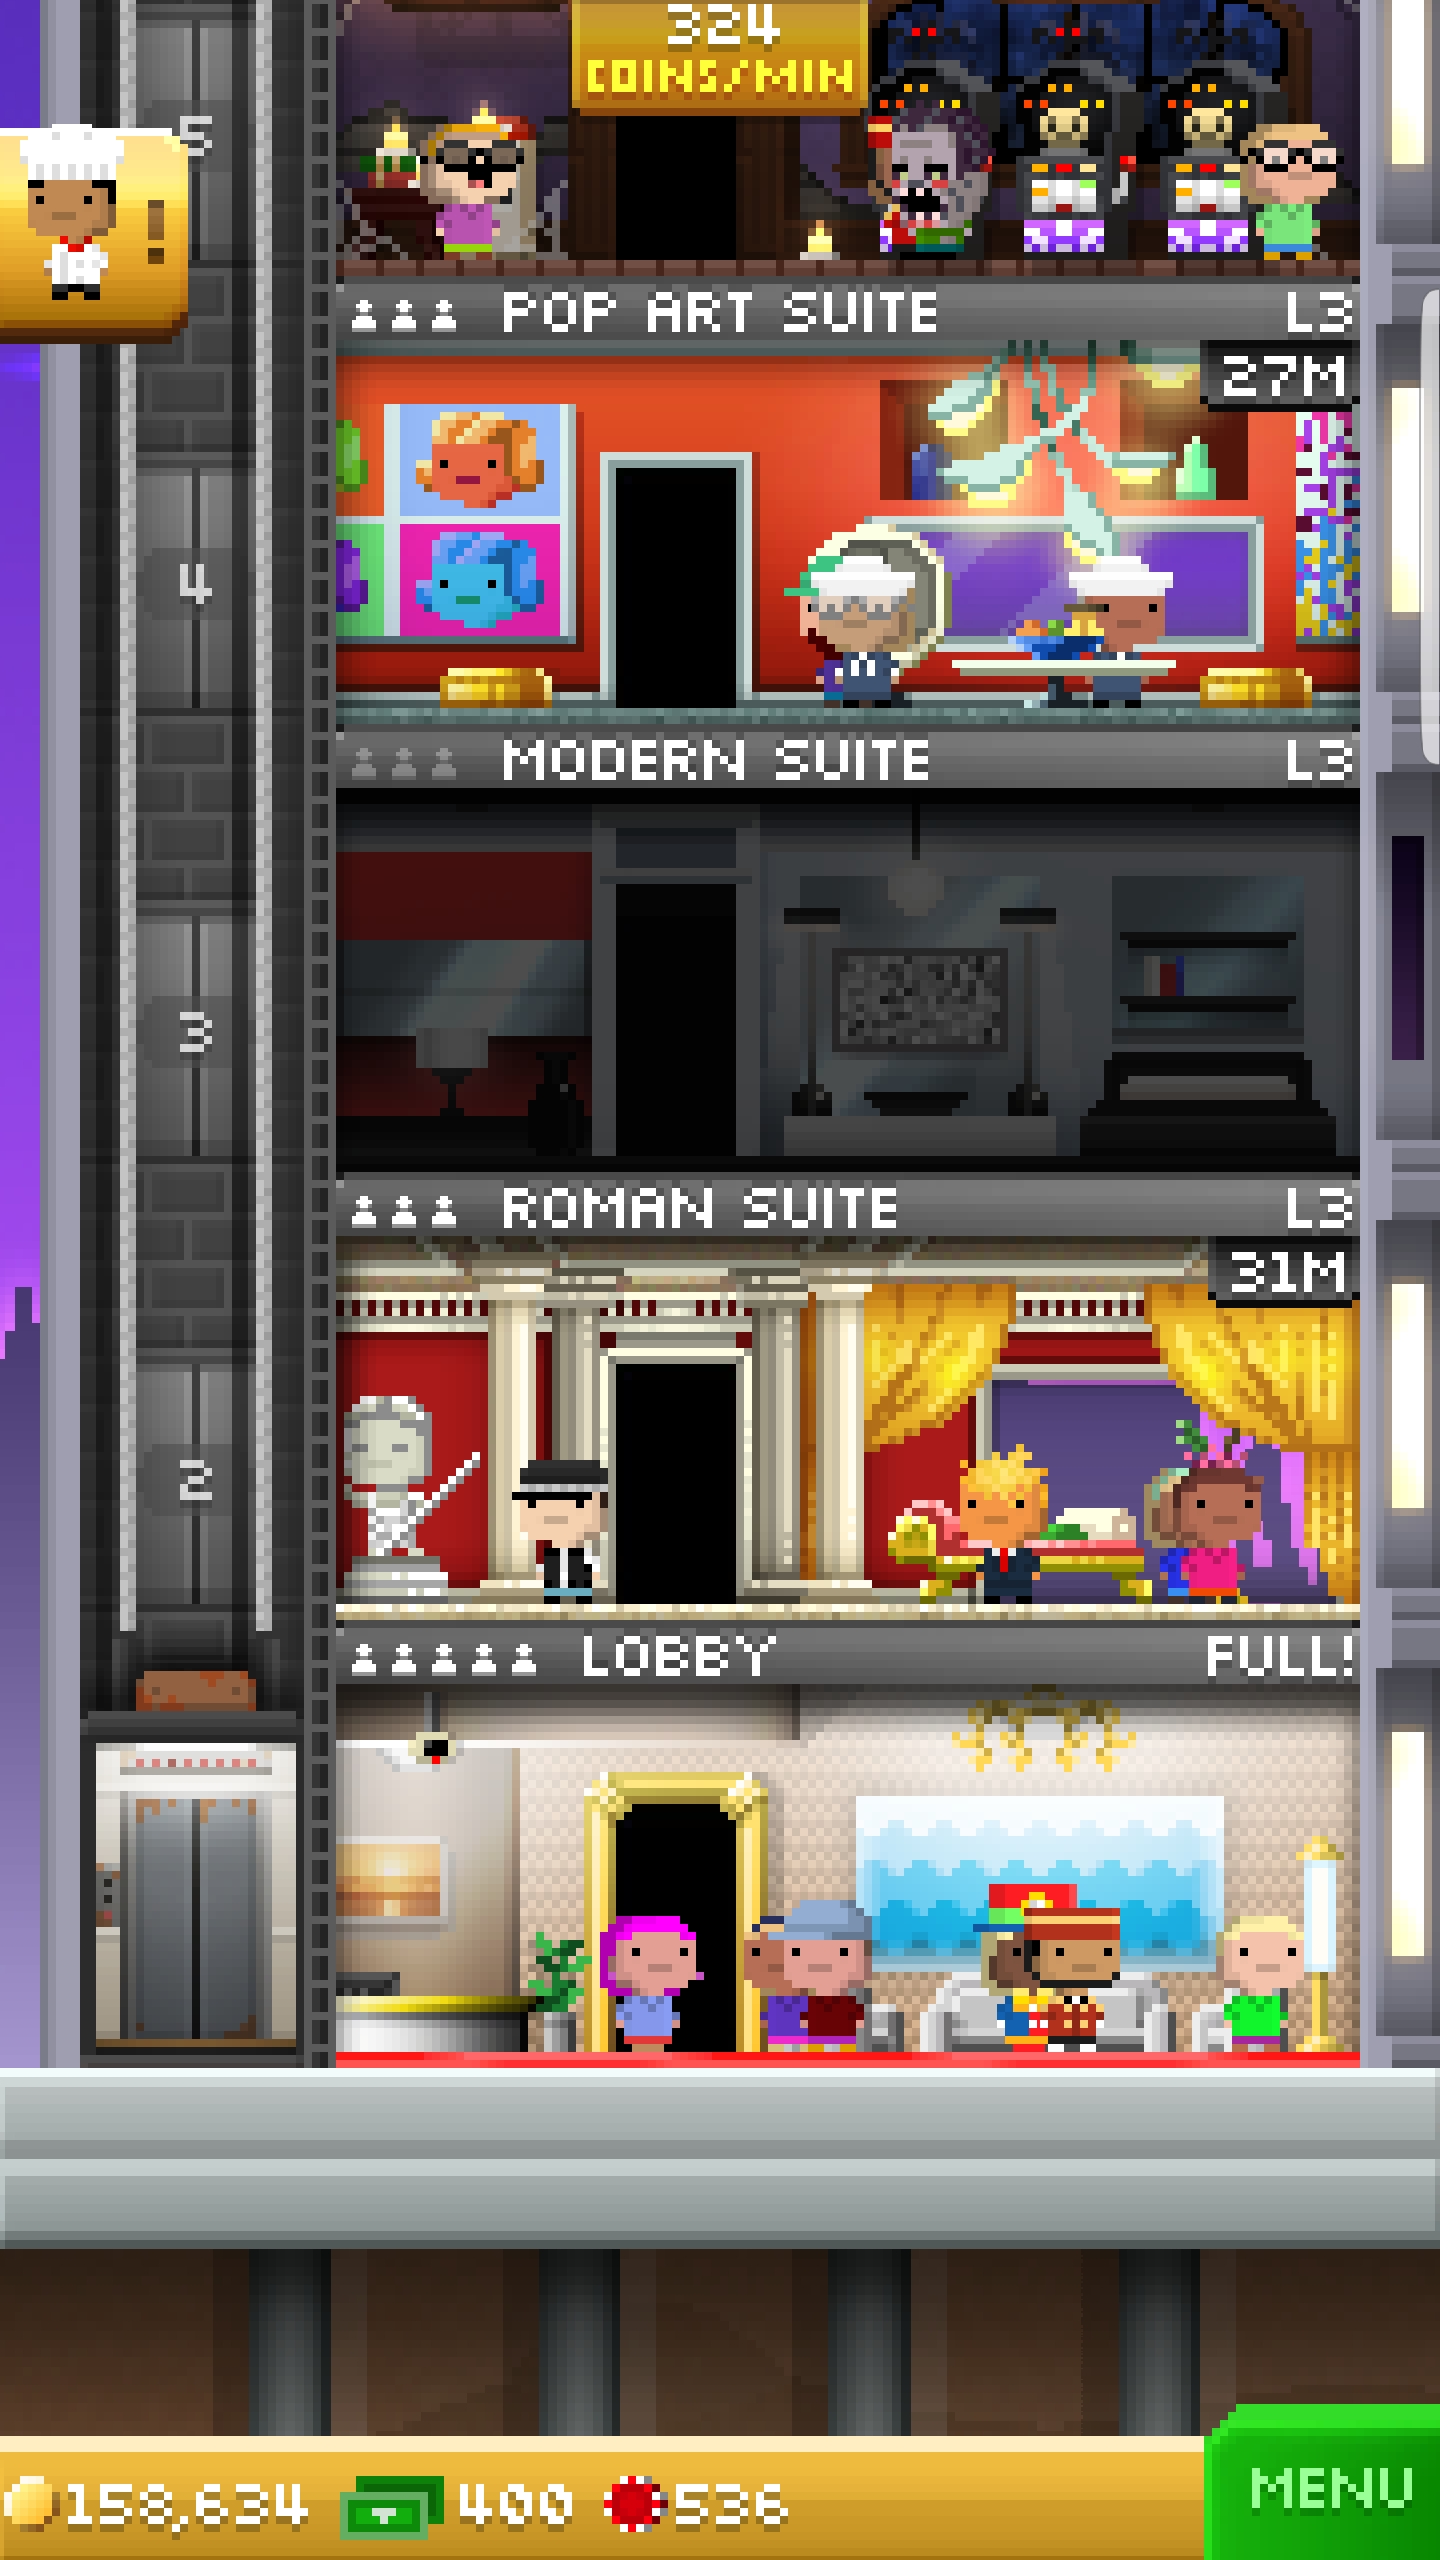 324
COINS/MIN
5
!
POP ART SUITE L3
27M
4
MODERN SUITE L3
3
ROMAN SUITE L3
31M
2
LOBBY FULL!
158,634 400 536
MENU